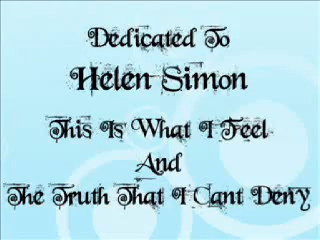 Dedicated To
Helen Simon
This Is What I Feel
And
The Truth That I Cant Deny